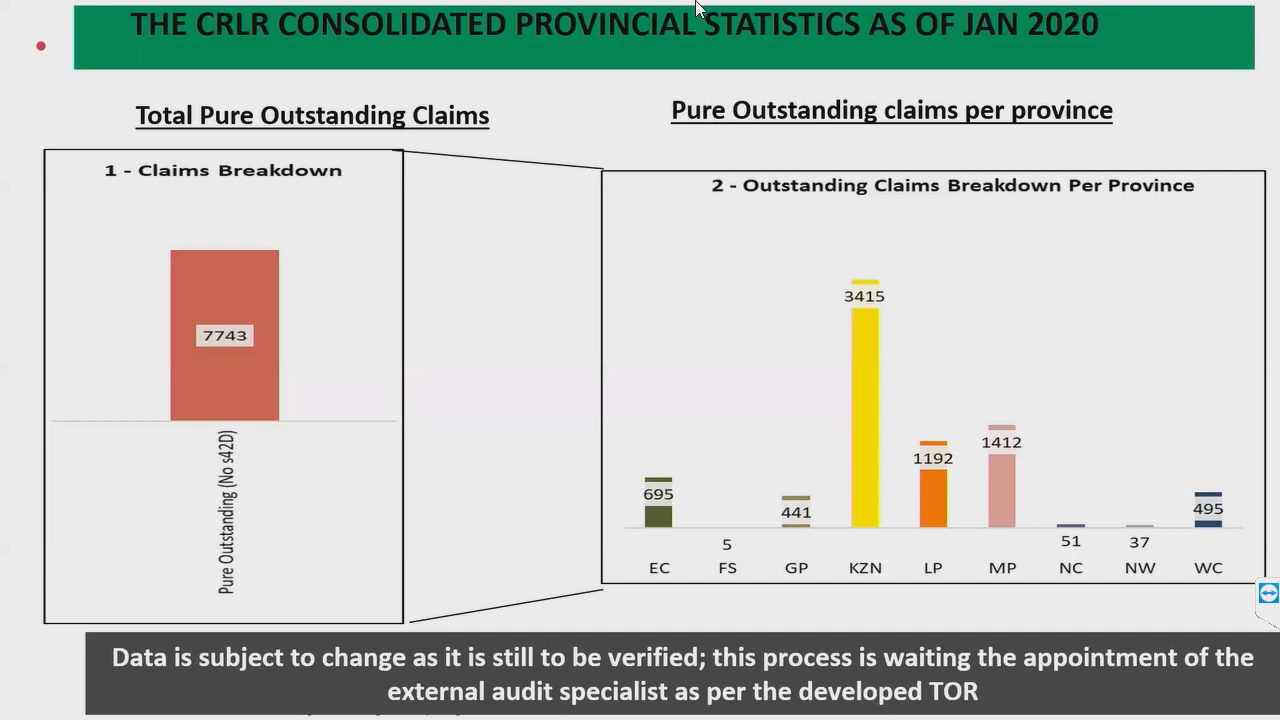 THE CRLR CONSOLIDATED PROVINCIAL STATISTICS AS OF JAN 2020
Total Pure Outstanding Claims
Pure Outstanding claims per province
1 - Claims Breakdown
7743
Pure Outstanding (No s42D)
2 - Outstanding Claims Breakdown Per Province
695
5
441
3415
1192
1412
51
37
495
EC FS GP KZN LP MP NC NW WC
Data is subject to change as it is still to be verified; this process is waiting the appointment of the
external audit specialist as per the developed TOR